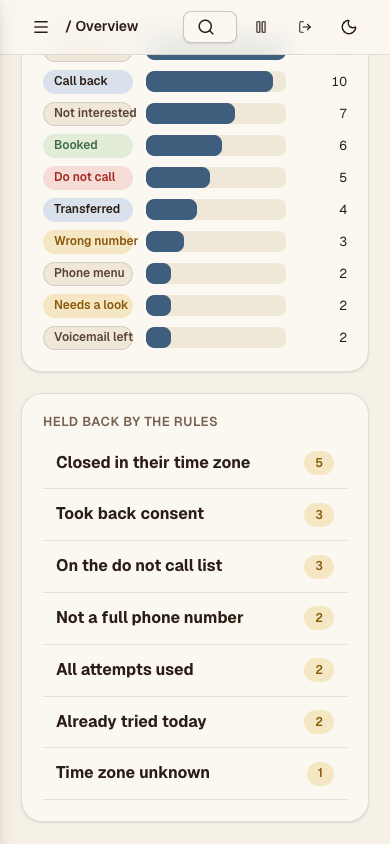 / Overview
Call back 10
Not interested 7
Booked 6
Do not call 5
Transferred 4
Wrong number 3
Phone menu 2
Needs a look 2
Voicemail left 2
HELD BACK BY THE RULES
Closed in their time zone 5
Took back consent 3
On the do not call list 3
Not a full phone number 2
All attempts used 2
Already tried today 2
Time zone unknown 1